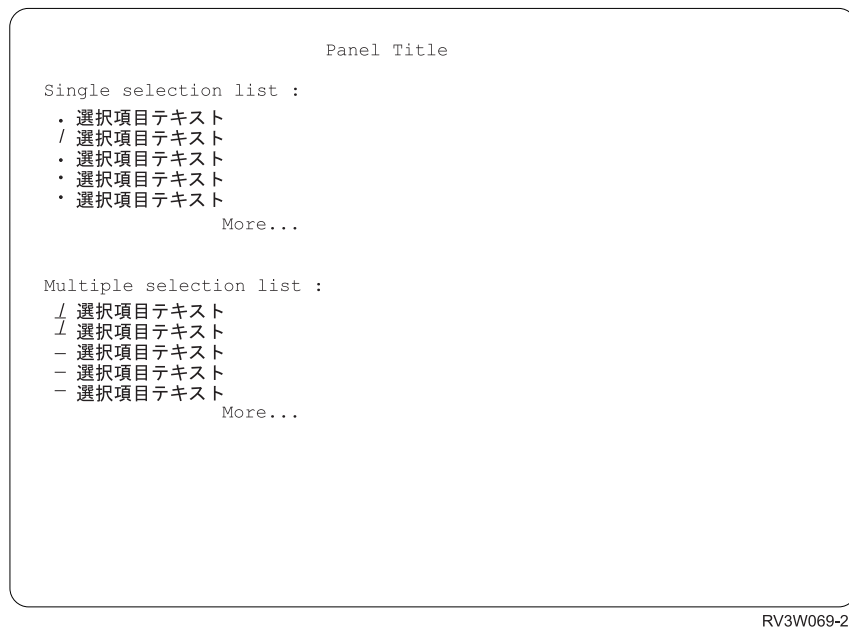 Panel Title
Single selection list :
. 選択項目テキスト
/ 選択項目テキスト
. 選択項目テキスト
. 選択項目テキスト
. 選択項目テキスト
More...
Multiple selection list :
/ 選択項目テキスト
/ 選択項目テキスト
_ 選択項目テキスト
_ 選択項目テキスト
_ 選択項目テキスト
More...
RV3W069-2